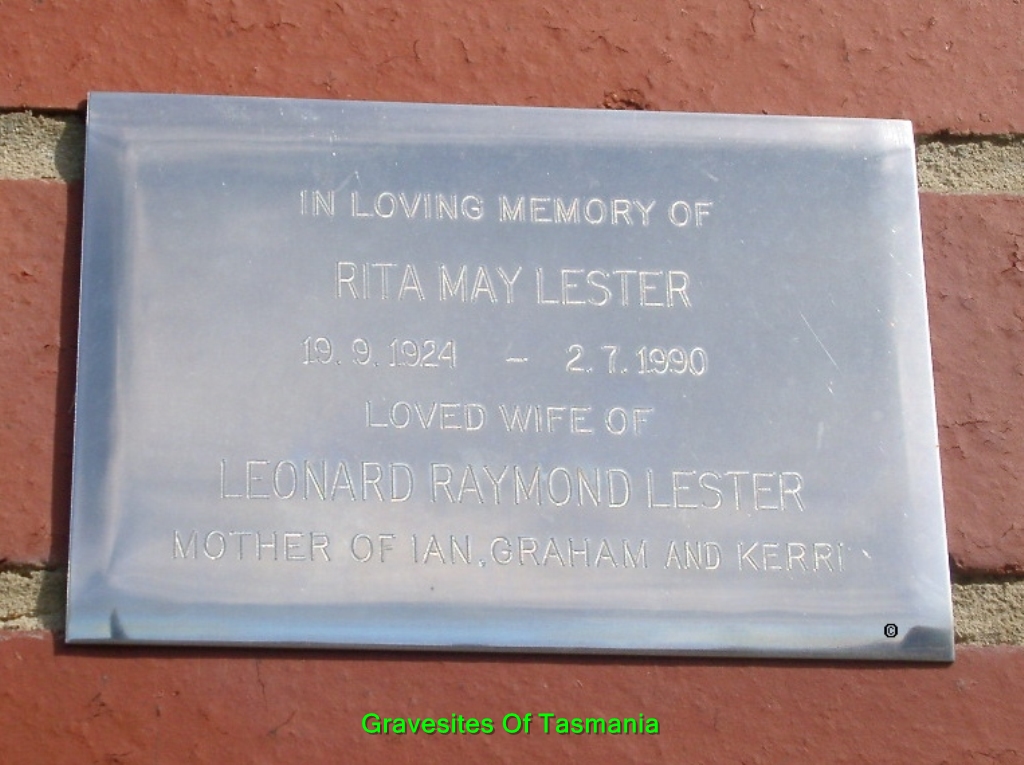 IN LOVING MEMORY OF
RITA MAY LESTER
19. 9. 1924 – 2. 7. 1990
LOVED WIFE OF
LEONARD RAYMOND LESTER
MOTHER OF IAN, GRAHAM AND KERRI
©
Gravesites Of Tasmania